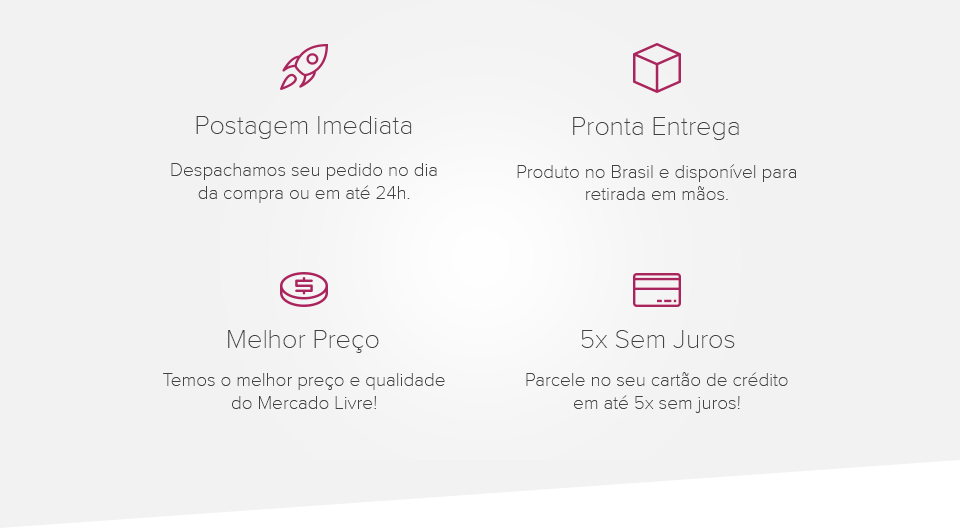 Postagem Imediata
Despachamos seu pedido no dia
da compra ou em até 24h.
Pronta Entrega
Produto no Brasil e disponível para
retirada em mãos.
Melhor Preço
Temos o melhor preço e qualidade
do Mercado Livre!
5x Sem Juros
Parcele no seu cartão de crédito
em até 5x sem juros!